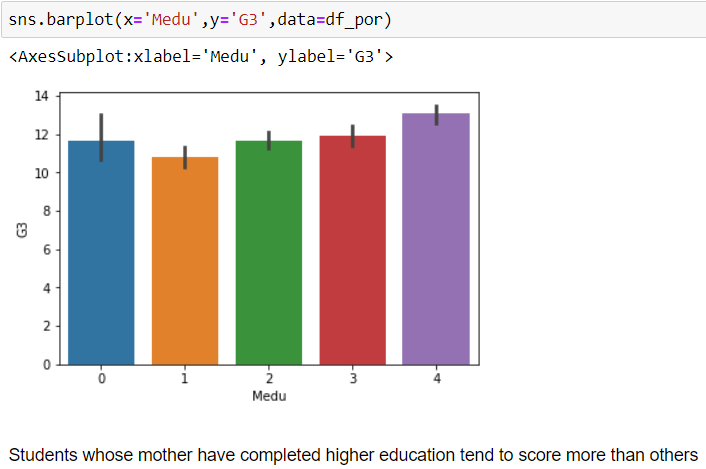 sns.barplot(x='Medu',y='G3',data=df_por)
<AxesSubplot:xlabel='Medu', ylabel='G3'>
14
12
10
8
6
4
2
0
G3
0 1 2 3 4
Medu
Students whose mother have completed higher education tend to score more than others